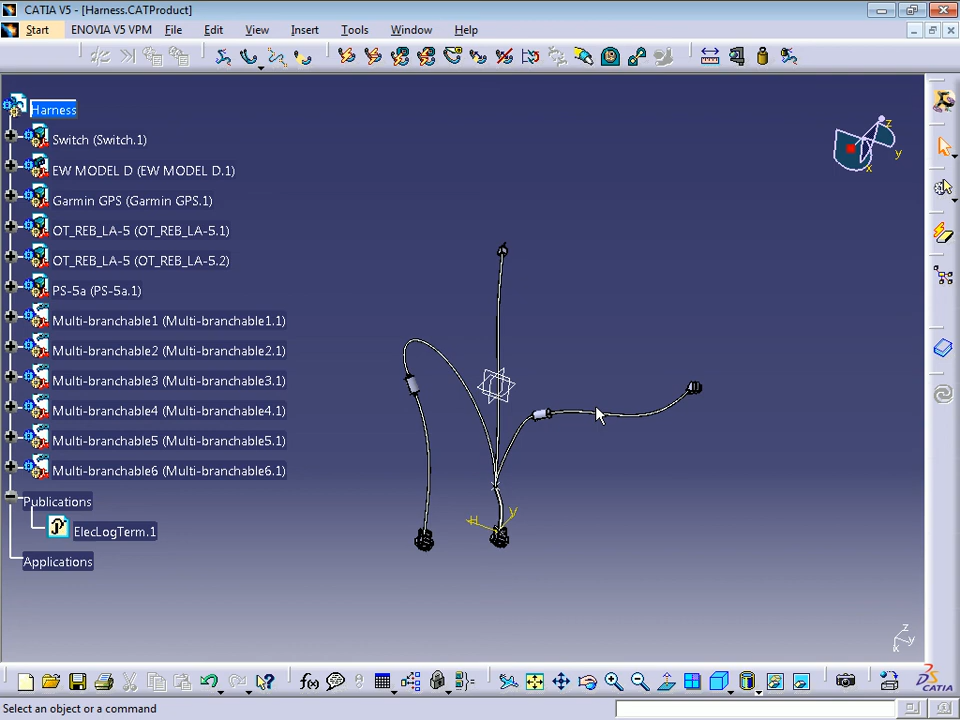 CATIA V5 - [Harness.CATProduct]
Start ENOVIA V5 VPM File Edit View Insert Tools Window Help
Harness
Switch (Switch.1)
EW MODEL D (EW MODEL D.1)
Garmin GPS (Garmin GPS.1)
OT_REB_LA-5 (OT_REB_LA-5.1)
OT_REB_LA-5 (OT_REB_LA-5.2)
PS-5a (PS-5a.1)
Multi-branchable1 (Multi-branchable1.1)
Multi-branchable2 (Multi-branchable2.1)
Multi-branchable3 (Multi-branchable3.1)
Multi-branchable4 (Multi-branchable4.1)
Multi-branchable5 (Multi-branchable5.1)
Multi-branchable6 (Multi-branchable6.1)
Publications
ElecLogTerm.1
Applications
z
y
x
H
V
z
y
x
f(x)
CATIA
Select an object or a command